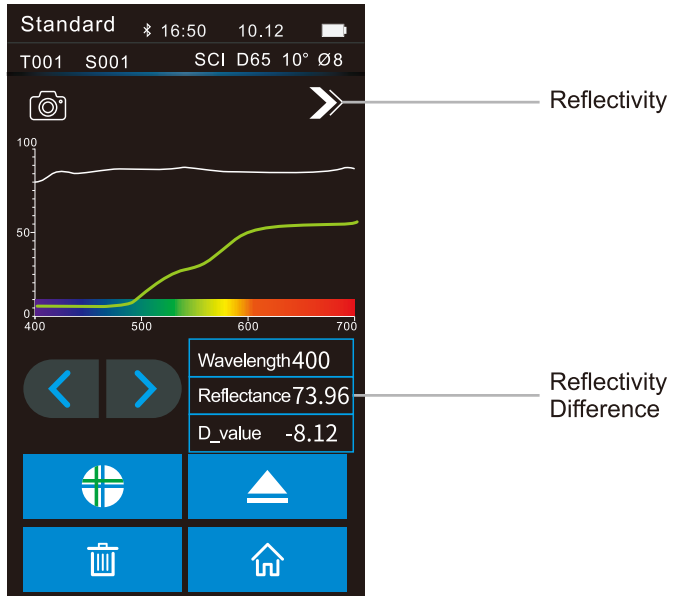 Standard 16:50 10.12
T001 S001 SCI D65 10° Ø8
Reflectivity
100
50
0
400 500 600 700
Wavelength 400
Reflectance 73.96
D_value -8.12
Reflectivity
Difference